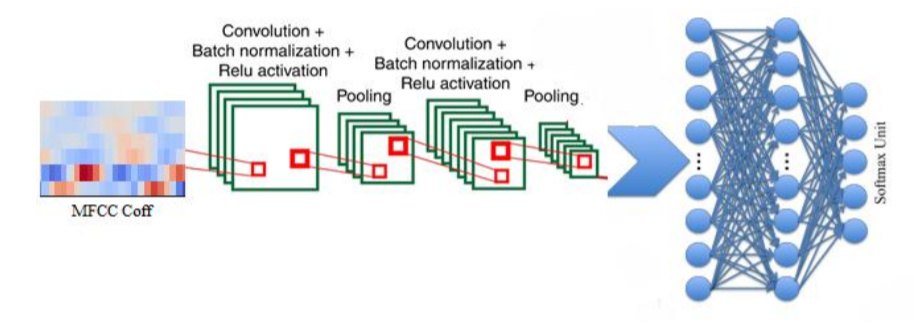 Convolution +
Batch normalization +
Relu activation
Pooling
Convolution +
Batch normalization +
Relu activation
Pooling.
MFCC Coff
Softmax Unit